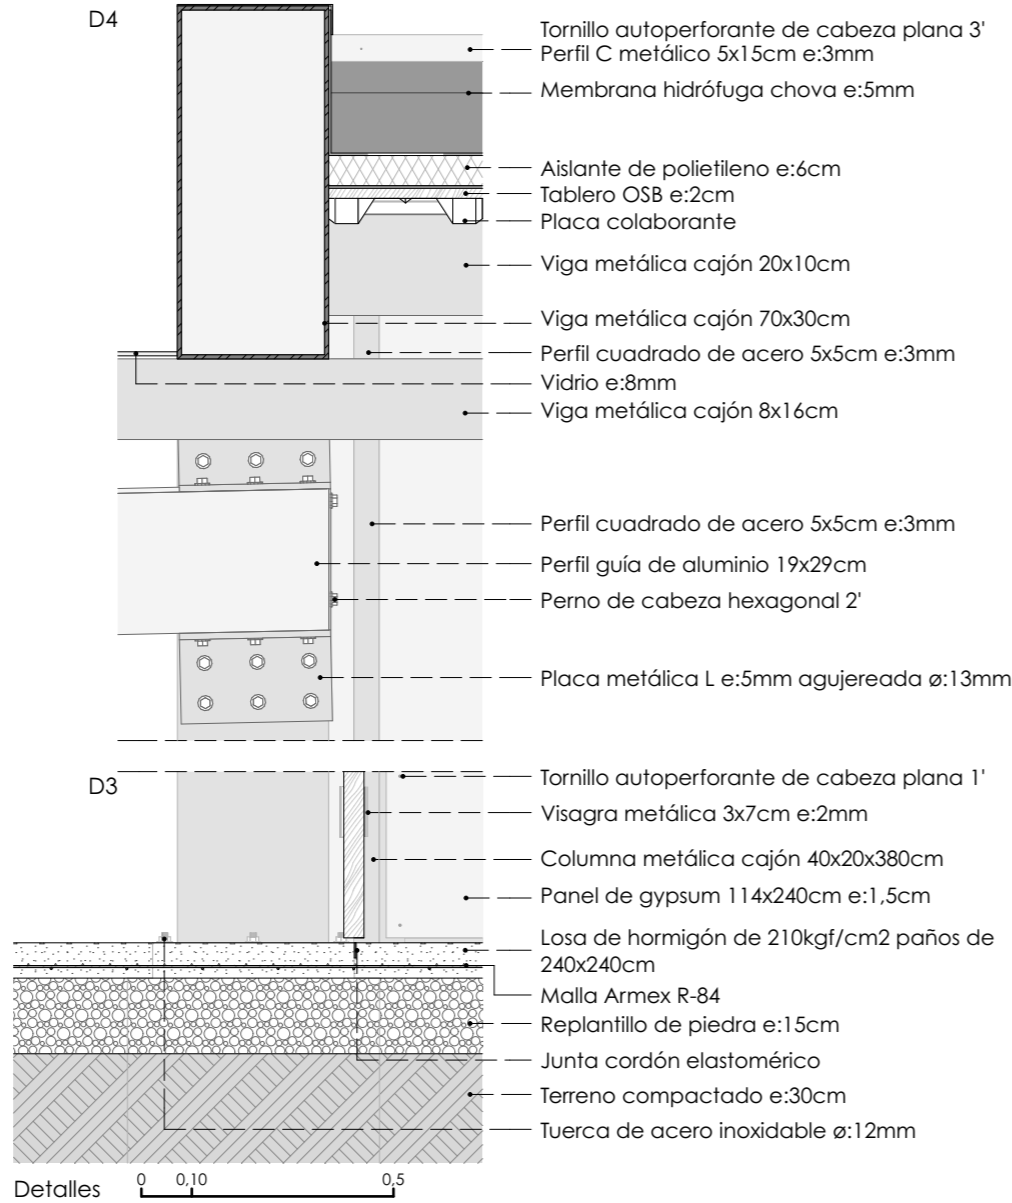 D4
Tornillo autoperforante de cabeza plana 3'
Perfil C metálico 5x15cm e:3mm
Membrana hidrófuga chova e:5mm
Aislante de polietileno e:6cm
Tablero OSB e:2cm
Placa colaborante
Viga metálica cajón 20x10cm
Viga metálica cajón 70x30cm
Perfil cuadrado de acero 5x5cm e:3mm
Vidrio e:8mm
Viga metálica cajón 8x16cm
Perfil cuadrado de acero 5x5cm e:3mm
Perfil guía de aluminio 19x29cm
Perno de cabeza hexagonal 2'
Placa metálica L e:5mm agujereada ø:13mm
D3
Tornillo autoperforante de cabeza plana 1'
Visagra metálica 3x7cm e:2mm
Columna metálica cajón 40x20x380cm
Panel de gypsum 114x240cm e:1,5cm
Losa de hormigón de 210kgf/cm2 paños de
240x240cm
Malla Armex R-84
Replantillo de piedra e:15cm
Junta cordón elastomérico
Terreno compactado e:30cm
Tuerca de acero inoxidable ø:12mm
Detalles 0 0,10 0,5